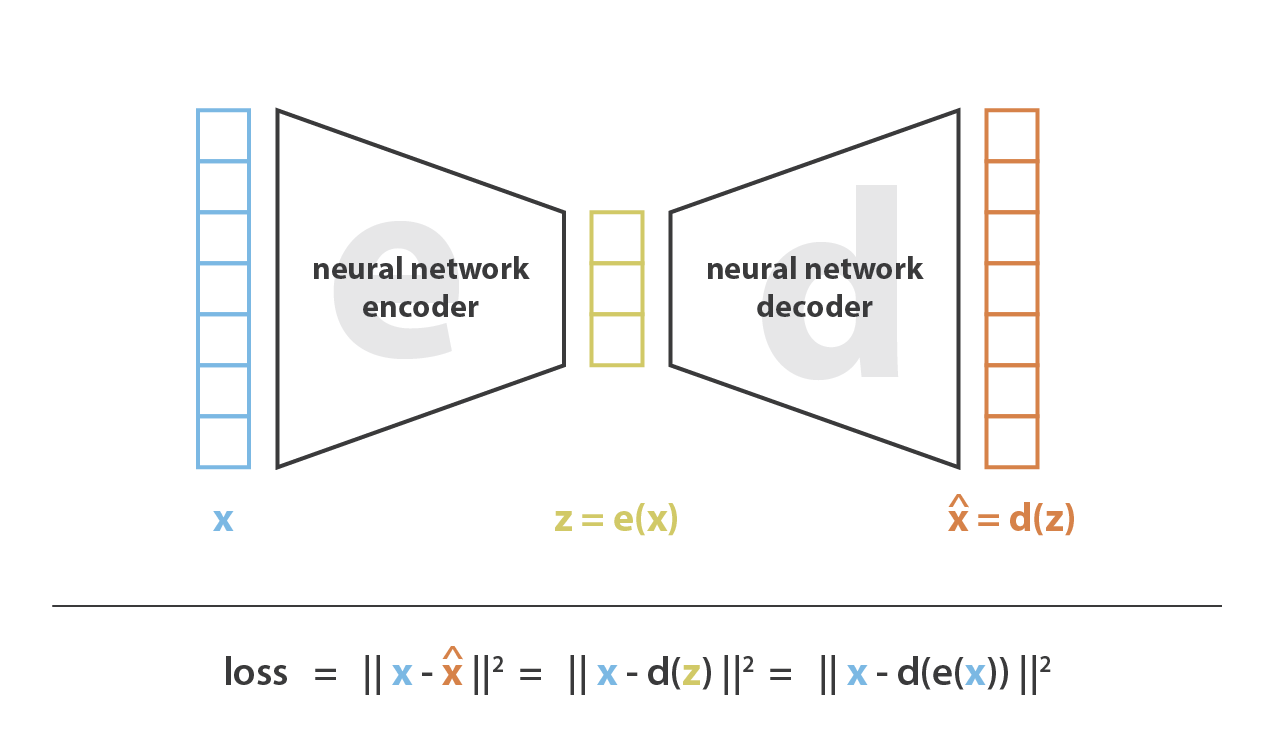 e
neural network
encoder
d
neural network
decoder
x
z = e(x)
x̂ = d(z)
loss = || x - x̂ ||² = || x - d(z) ||² = || x - d(e(x)) ||²